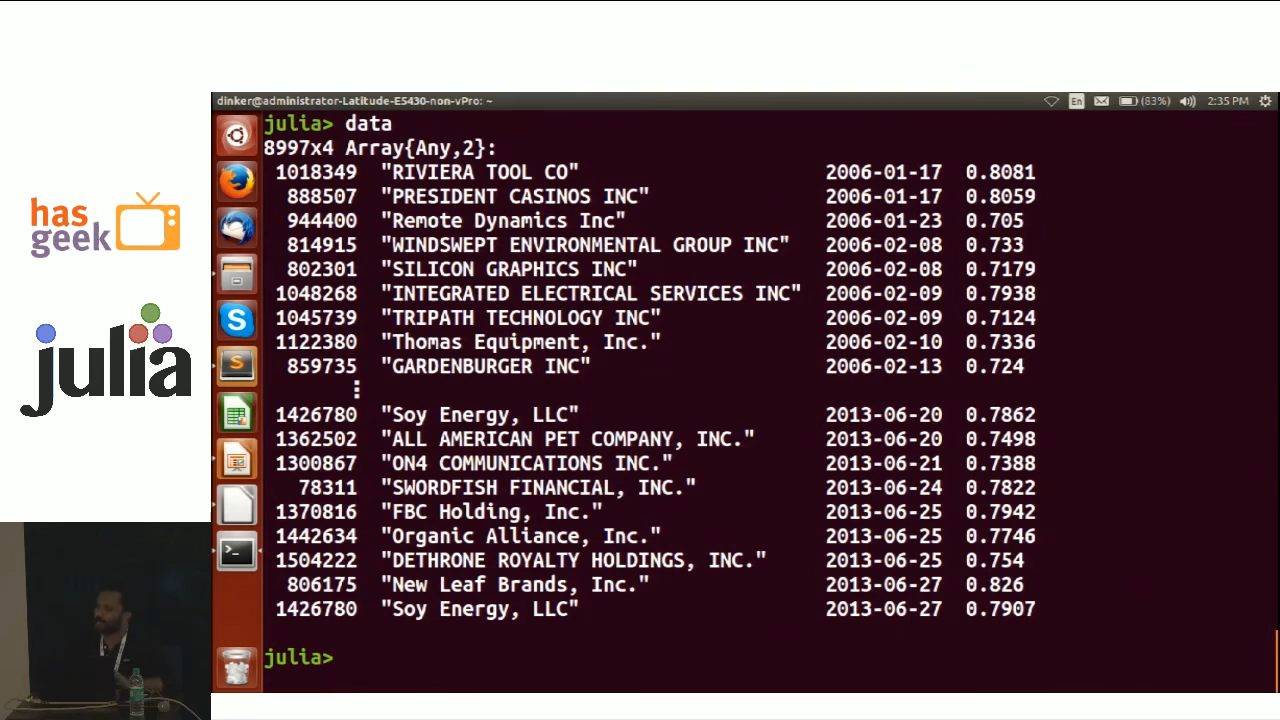 has
geek
julia
dinker@administrator-Latitude-E5430-non-vPro: ~ En (83%) 2:35 PM
julia> data
8997x4 Array{Any,2}:
1018349 "RIVIERA TOOL CO" 2006-01-17 0.8081
888507 "PRESIDENT CASINOS INC" 2006-01-17 0.8059
944400 "Remote Dynamics Inc" 2006-01-23 0.705
814915 "WINDSWEPT ENVIRONMENTAL GROUP INC" 2006-02-08 0.733
802301 "SILICON GRAPHICS INC" 2006-02-08 0.7179
1048268 "INTEGRATED ELECTRICAL SERVICES INC" 2006-02-09 0.7938
1045739 "TRIPATH TECHNOLOGY INC" 2006-02-09 0.7124
1122380 "Thomas Equipment, Inc." 2006-02-10 0.7336
859735 "GARDENBURGER INC" 2006-02-13 0.724
⋮
1426780 "Soy Energy, LLC" 2013-06-20 0.7862
1362502 "ALL AMERICAN PET COMPANY, INC." 2013-06-20 0.7498
1300867 "ON4 COMMUNICATIONS INC." 2013-06-21 0.7388
78311 "SWORDFISH FINANCIAL, INC." 2013-06-24 0.7822
1370816 "FBC Holding, Inc." 2013-06-25 0.7942
1442634 "Organic Alliance, Inc." 2013-06-25 0.7746
1504222 "DETHRONE ROYALTY HOLDINGS, INC." 2013-06-25 0.754
806175 "New Leaf Brands, Inc." 2013-06-27 0.826
1426780 "Soy Energy, LLC" 2013-06-27 0.7907
julia>